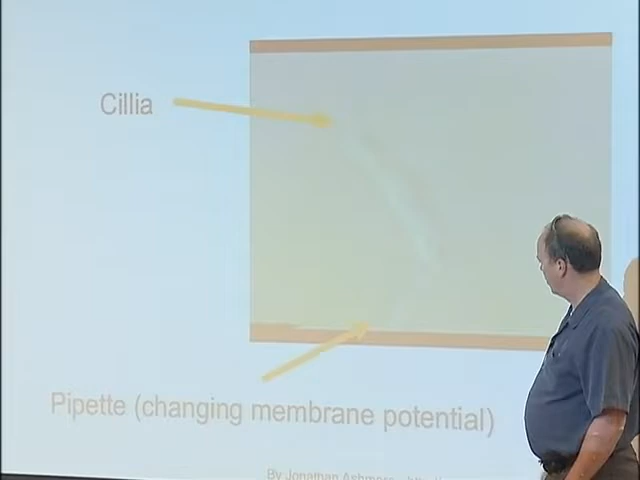 Cillia
Pipette (changing membrane potential)
By Jonathan Ashmore